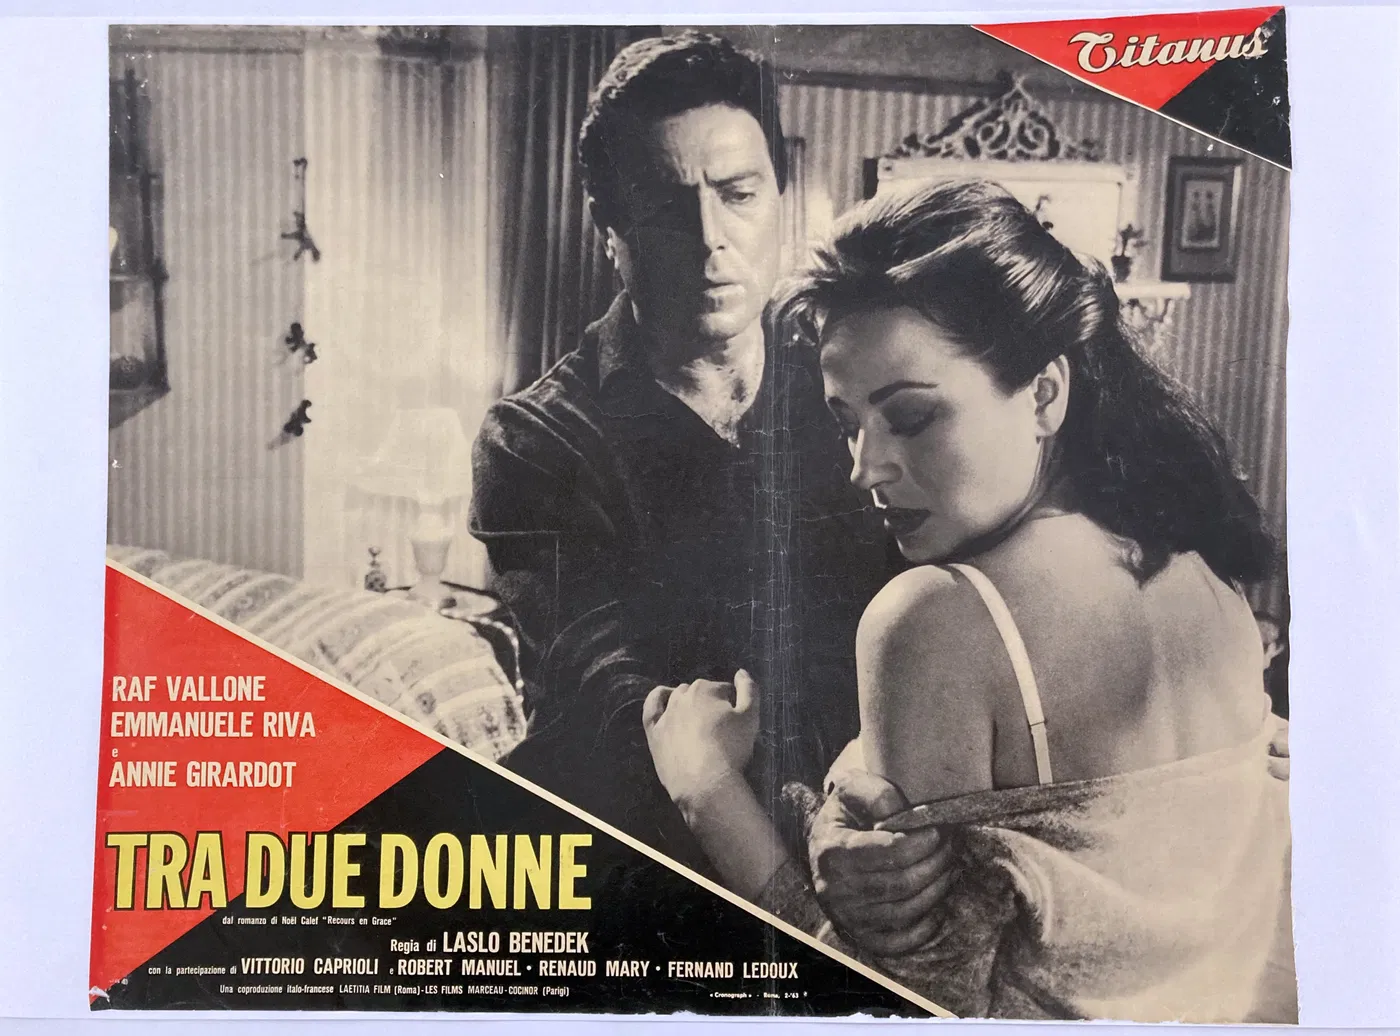 Titanus
RAF VALLONE
EMMANUELE RIVA
e
ANNIE GIRARDOT
TRA DUE DONNE
dal romanzo di Noël Calef "Recours en Grace"
Regia di LASLO BENEDEK
con la partecipazione di VITTORIO CAPRIOLI e ROBERT MANUEL • RENAUD MARY • FERNAND LEDOUX
Una coproduzione italo-francese LAETITIA FILM (Roma)-LES FILMS MARCEAU-COCINOR (Parigi)
«Cronograph» - Roma, 2-'63